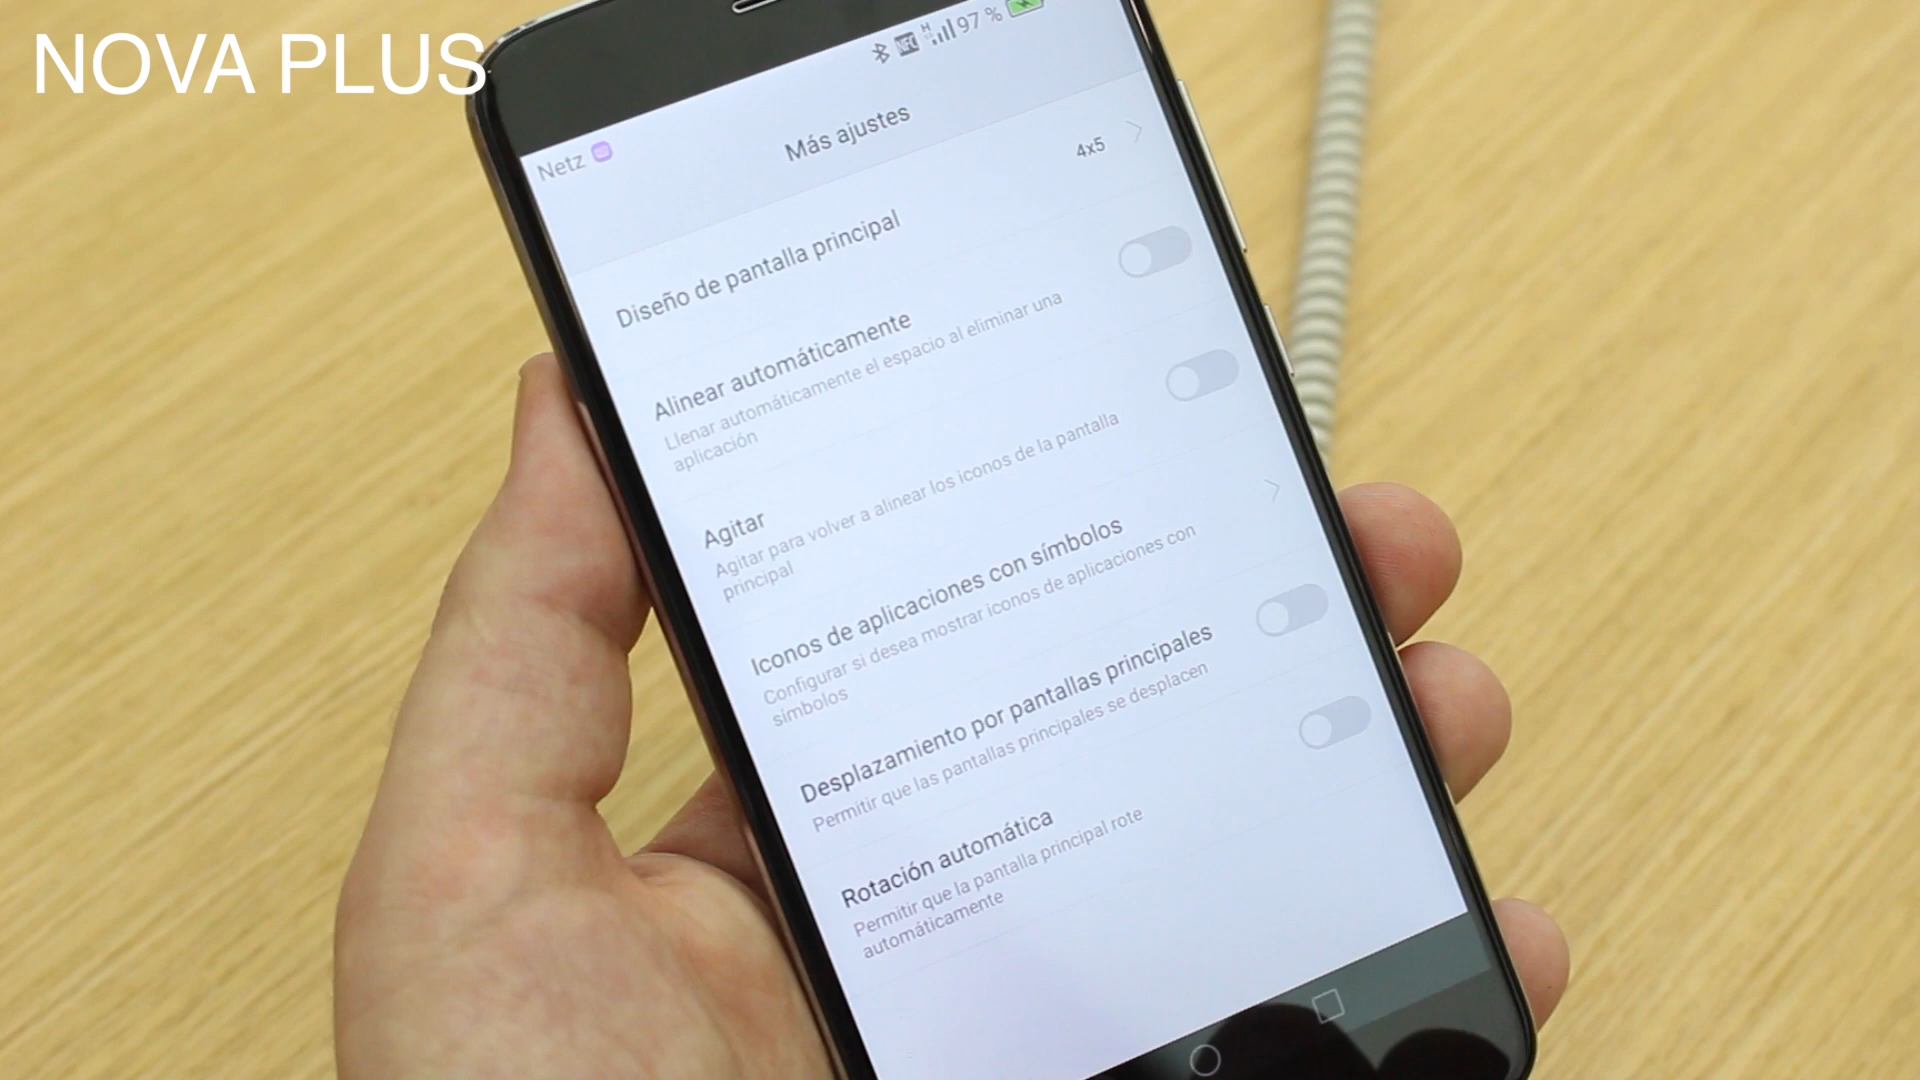 NOVA PLUS
Netz
NFC
H
97 %
Más ajustes
Diseño de pantalla principal
4x5
Alinear automáticamente
Llenar automáticamente el espacio al eliminar una
aplicación
Agitar
Agitar para volver a alinear los iconos de la pantalla
principal
Iconos de aplicaciones con símbolos
Configurar si desea mostrar iconos de aplicaciones con
símbolos
Desplazamiento por pantallas principales
Permitir que las pantallas principales se desplacen
Rotación automática
Permitir que la pantalla principal rote
automáticamente